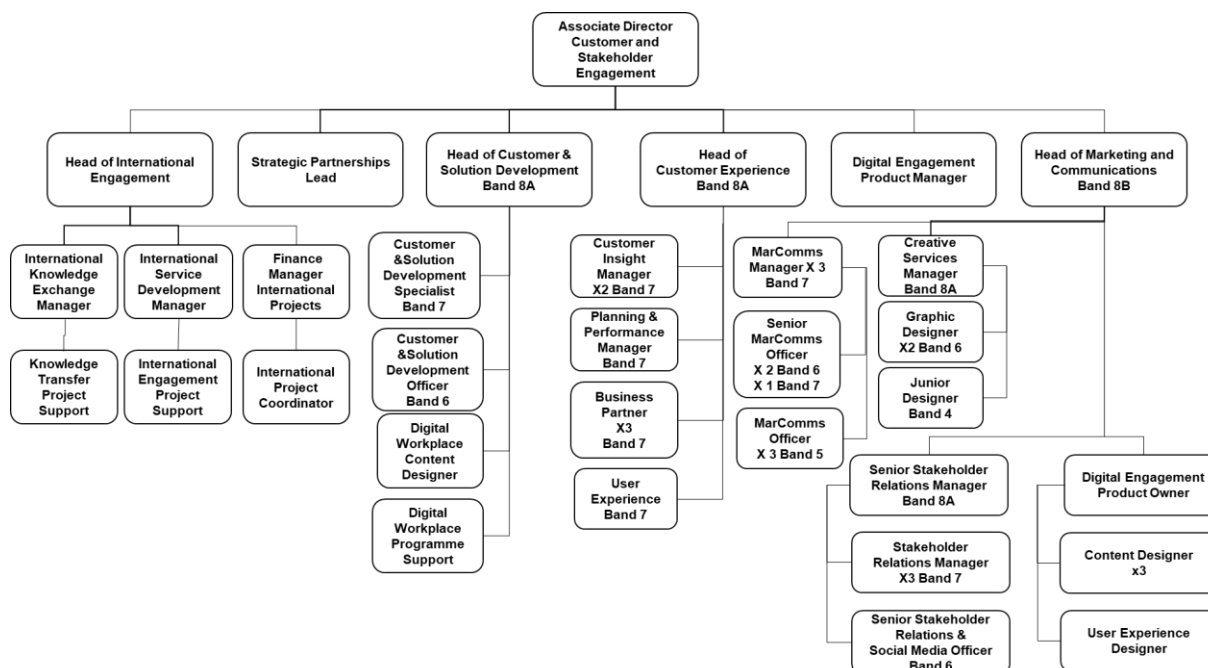 Associate Director
Customer and
Stakeholder
Engagement
Head of International
Engagement
Strategic Partnerships
Lead
Head of Customer &
Solution Development
Band 8A
Head of
Customer Experience
Band 8A
Digital Engagement
Product Manager
Head of Marketing and
Communications
Band 8B
International
Knowledge
Exchange
Manager
International
Service
Development
Manager
Finance
Manager
International
Projects
Knowledge
Transfer
Project
Support
International
Engagement
Project
Support
International
Project
Coordinator
Customer
&Solution
Development
Specialist
Band 7
Customer
&Solution
Development
Officer
Band 6
Digital
Workplace
Content
Designer
Digital
Workplace
Programme
Support
Customer
Insight
Manager
X2 Band 7
Planning &
Performance
Manager
Band 7
Business
Partner
X3
Band 7
User
Experience
Band 7
MarComms
Manager X 3
Band 7
Senior
MarComms
Officer
X 2 Band 6
X 1 Band 7
MarComms
Officer
X 3 Band 5
Creative
Services
Manager
Band 8A
Graphic
Designer
X2 Band 6
Junior
Designer
Band 4
Senior Stakeholder
Relations Manager
Band 8A
Stakeholder
Relations Manager
X3 Band 7
Senior Stakeholder
Relations &
Social Media Officer
Band 6
Digital Engagement
Product Owner
Content Designer
x3
User Experience
Designer